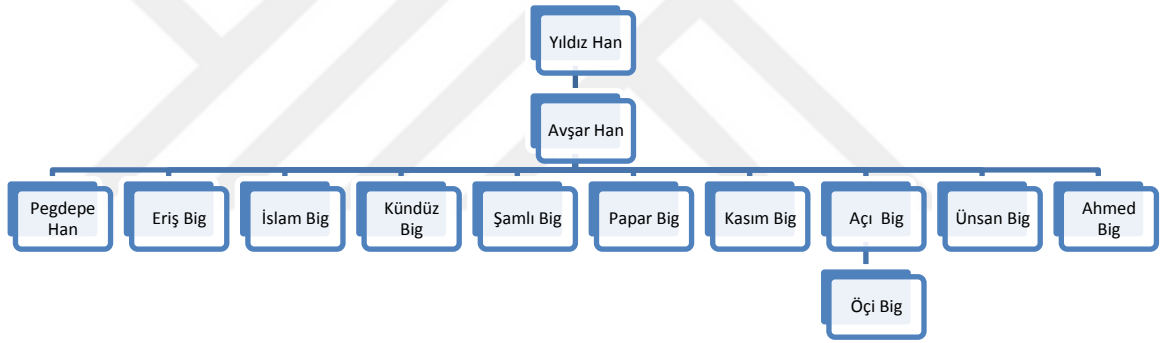 Yıldız Han
Avşar Han
Pegdepe
Han
Eriş Big
İslam Big
Kündüz
Big
Şamlı Big
Papar Big
Kasım Big
Açı Big
Ünsan Big
Ahmed
Big
Öçi Big